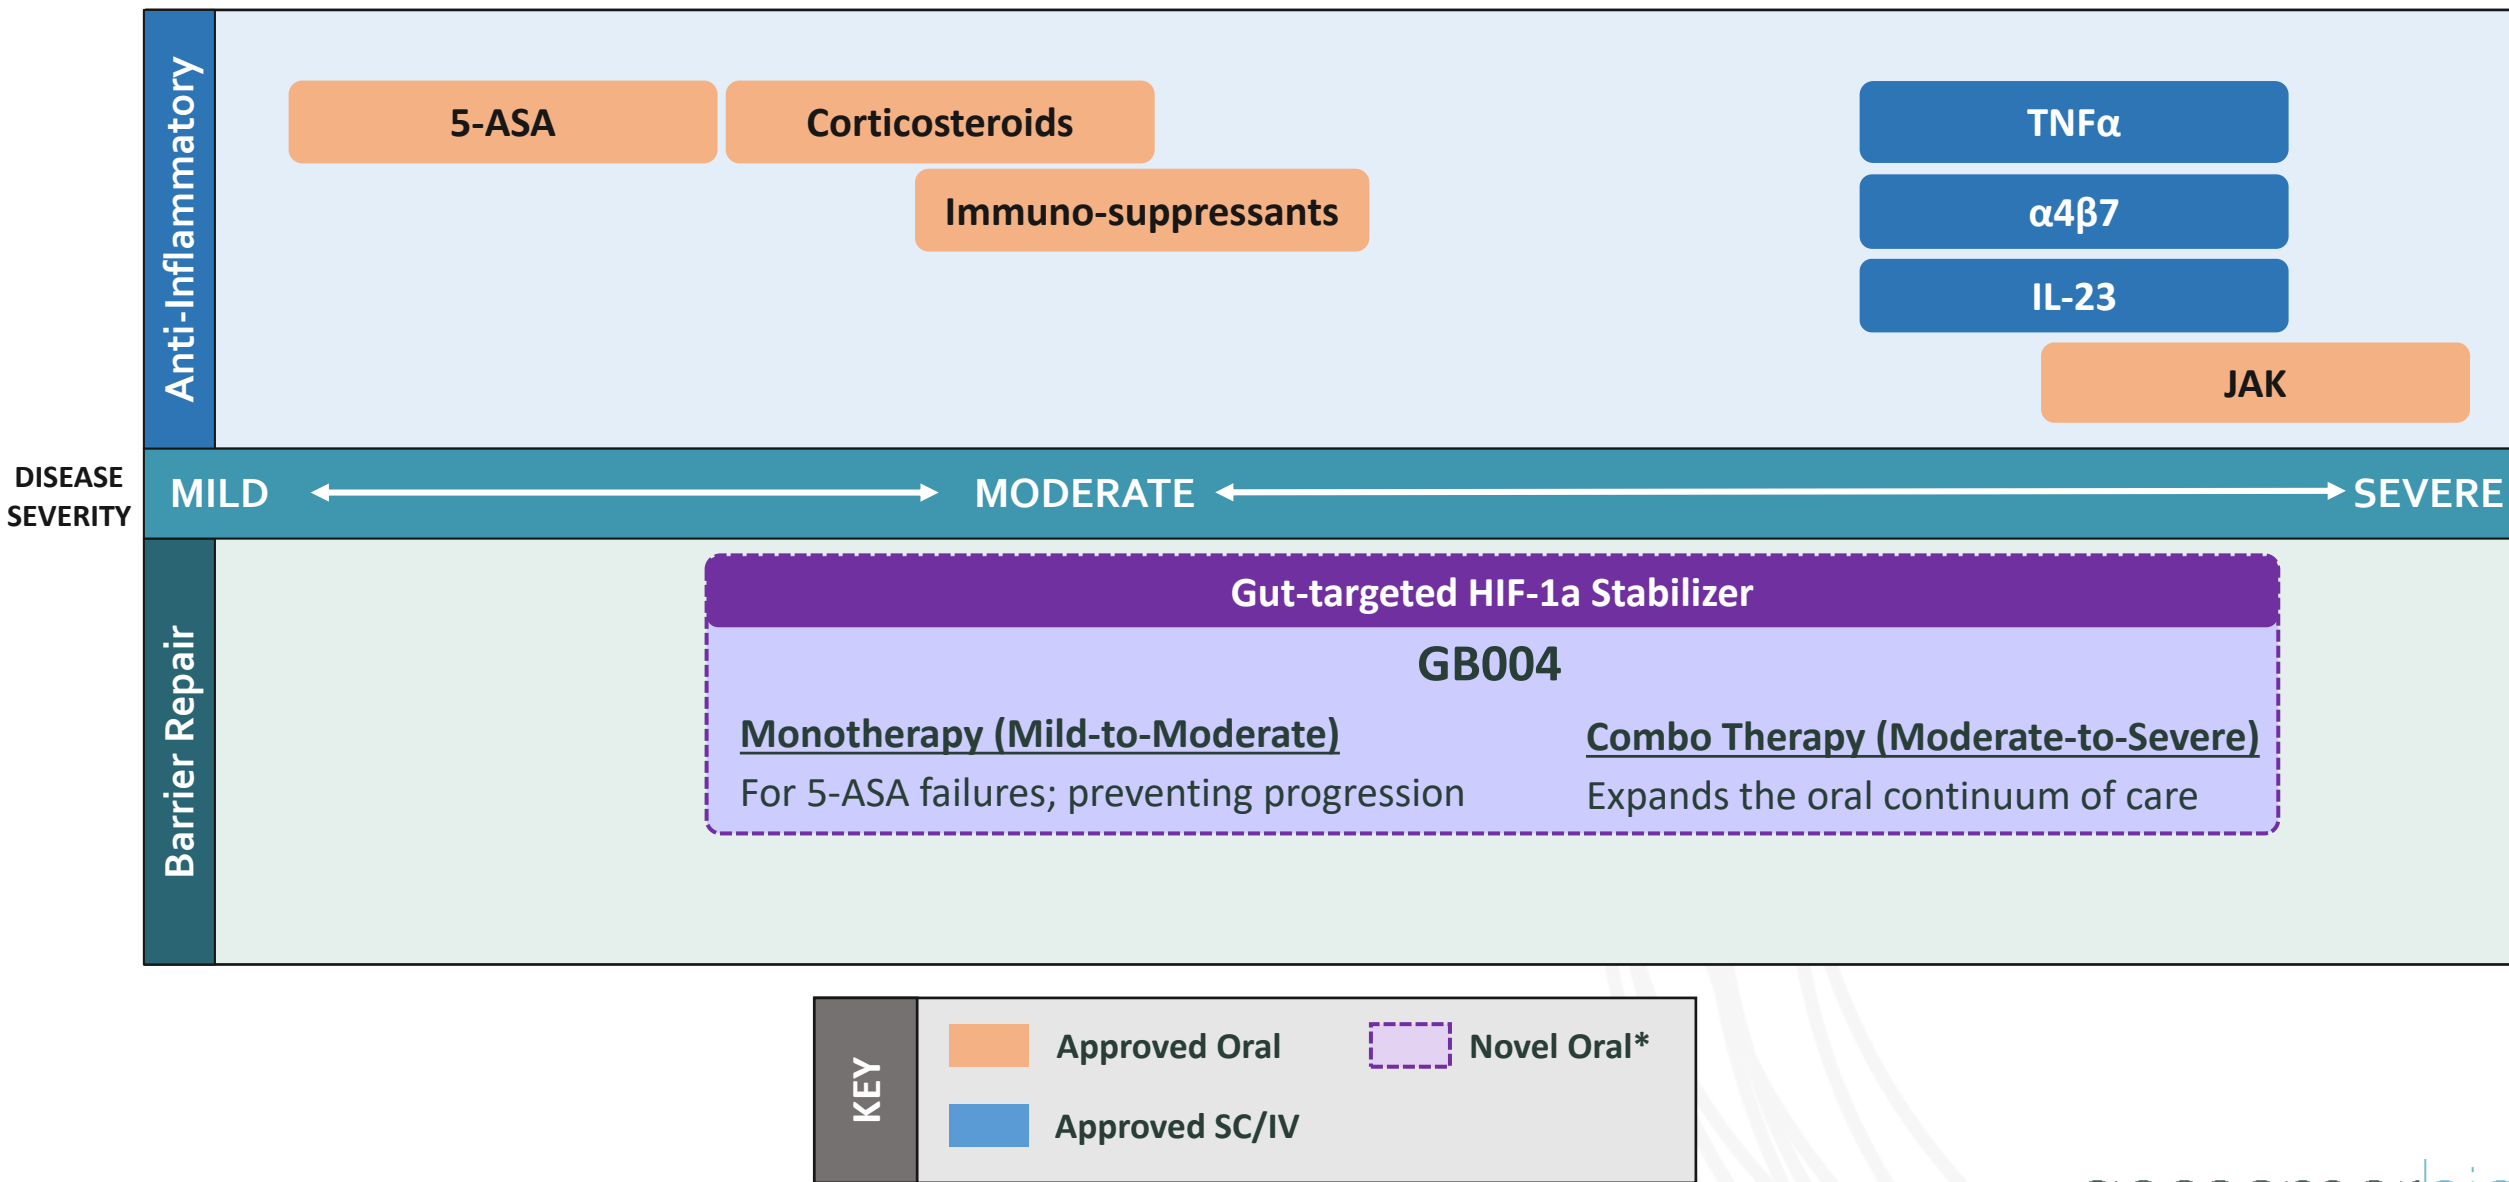 Anti-Inflammatory
5-ASA
Corticosteroids
TNFα
Immuno-suppressants
α4β7
IL-23
JAK
DISEASE
SEVERITY
MILD
MODERATE
SEVERE
Barrier Repair
Gut-targeted HIF-1a Stabilizer
GB004
Monotherapy (Mild-to-Moderate)
For 5-ASA failures; preventing progression
Combo Therapy (Moderate-to-Severe)
Expands the oral continuum of care
KEY
Approved Oral
Novel Oral*
Approved SC/IV